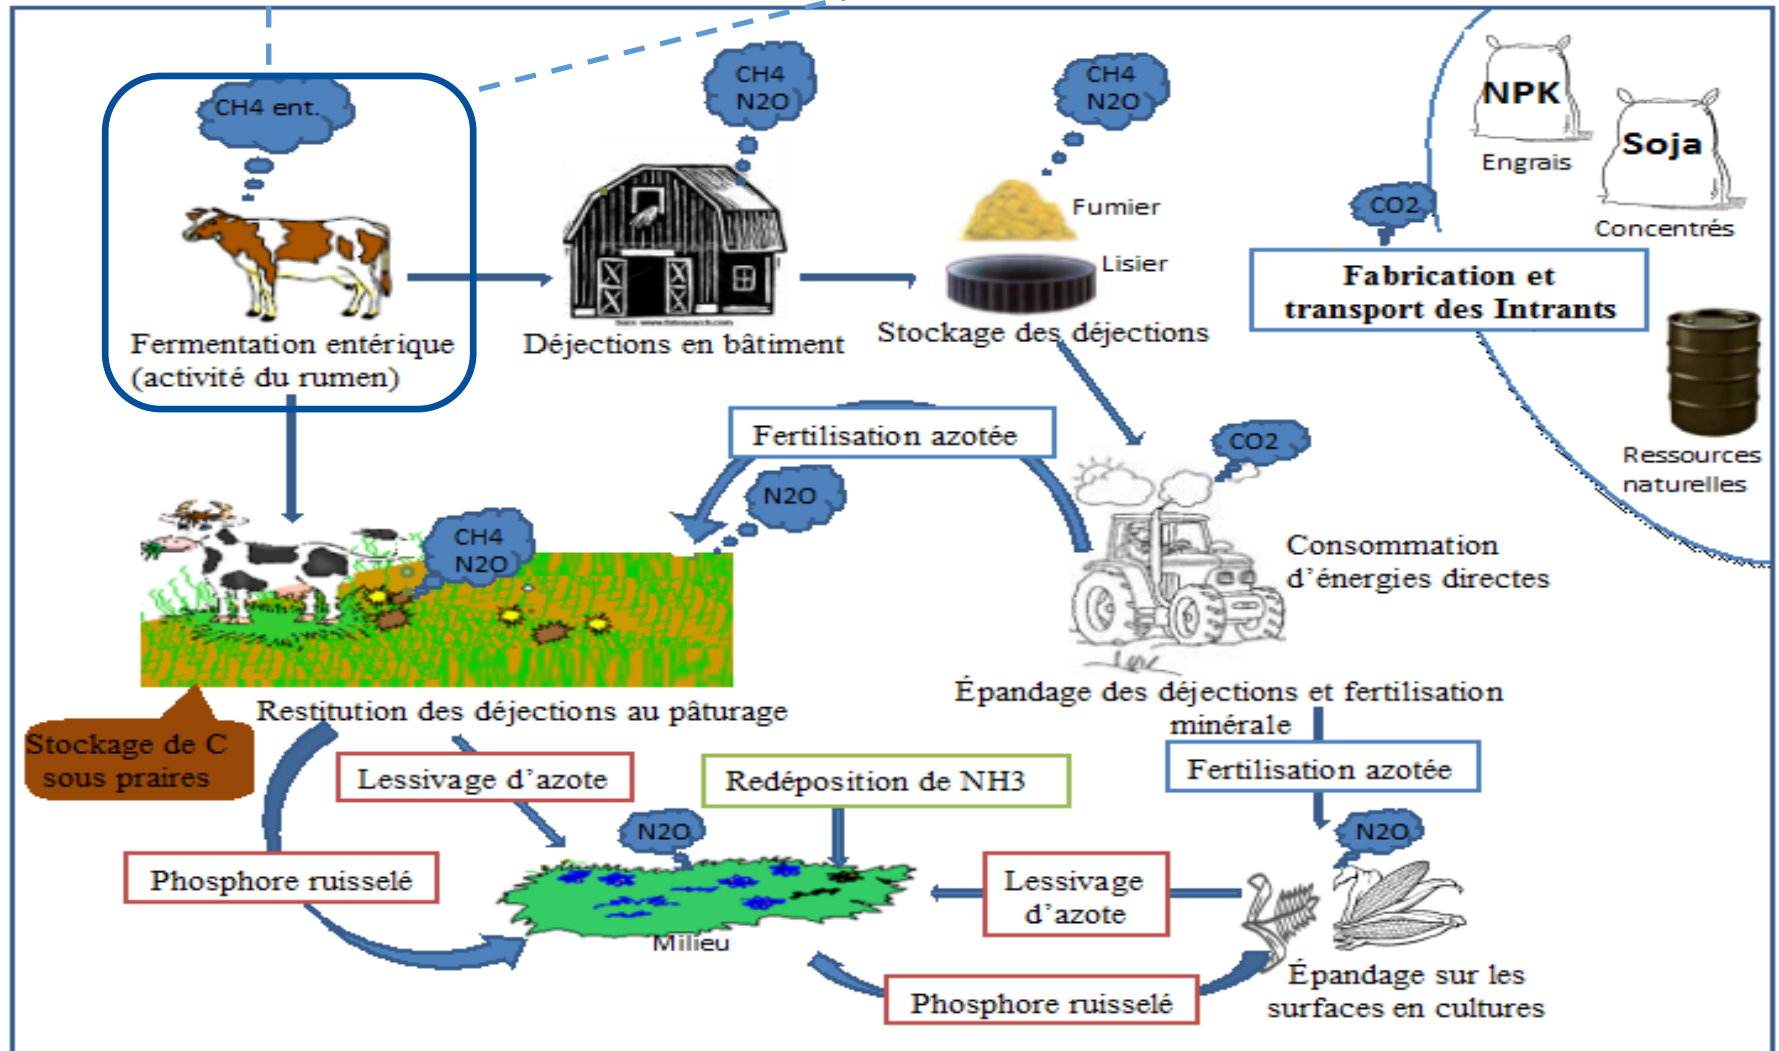 CH4 ent.
CH4
N2O
CH4
N2O
NPK
Engrais
Soja
Concentrés
CO2
Fumier
Lisier
Fabrication et
transport des Intrants
Fermentation entérique
(activité du rumen)
Déjections en bâtiment
Stockage des déjections
Ressources
naturelles
Fertilisation azotée
CO2
N2O
CH4
N2O
Consommation
d'énergies directes
Restitution des déjections au pâturage
Épandage des déjections et fertilisation
minérale
Stockage de C
sous praires
Lessivage d'azote
Redéposition de NH3
Fertilisation azotée
N2O
N2O
Phosphore ruisselé
Lessivage
d'azote
Milieu
Phosphore ruisselé
Épandage sur les
surfaces en cultures